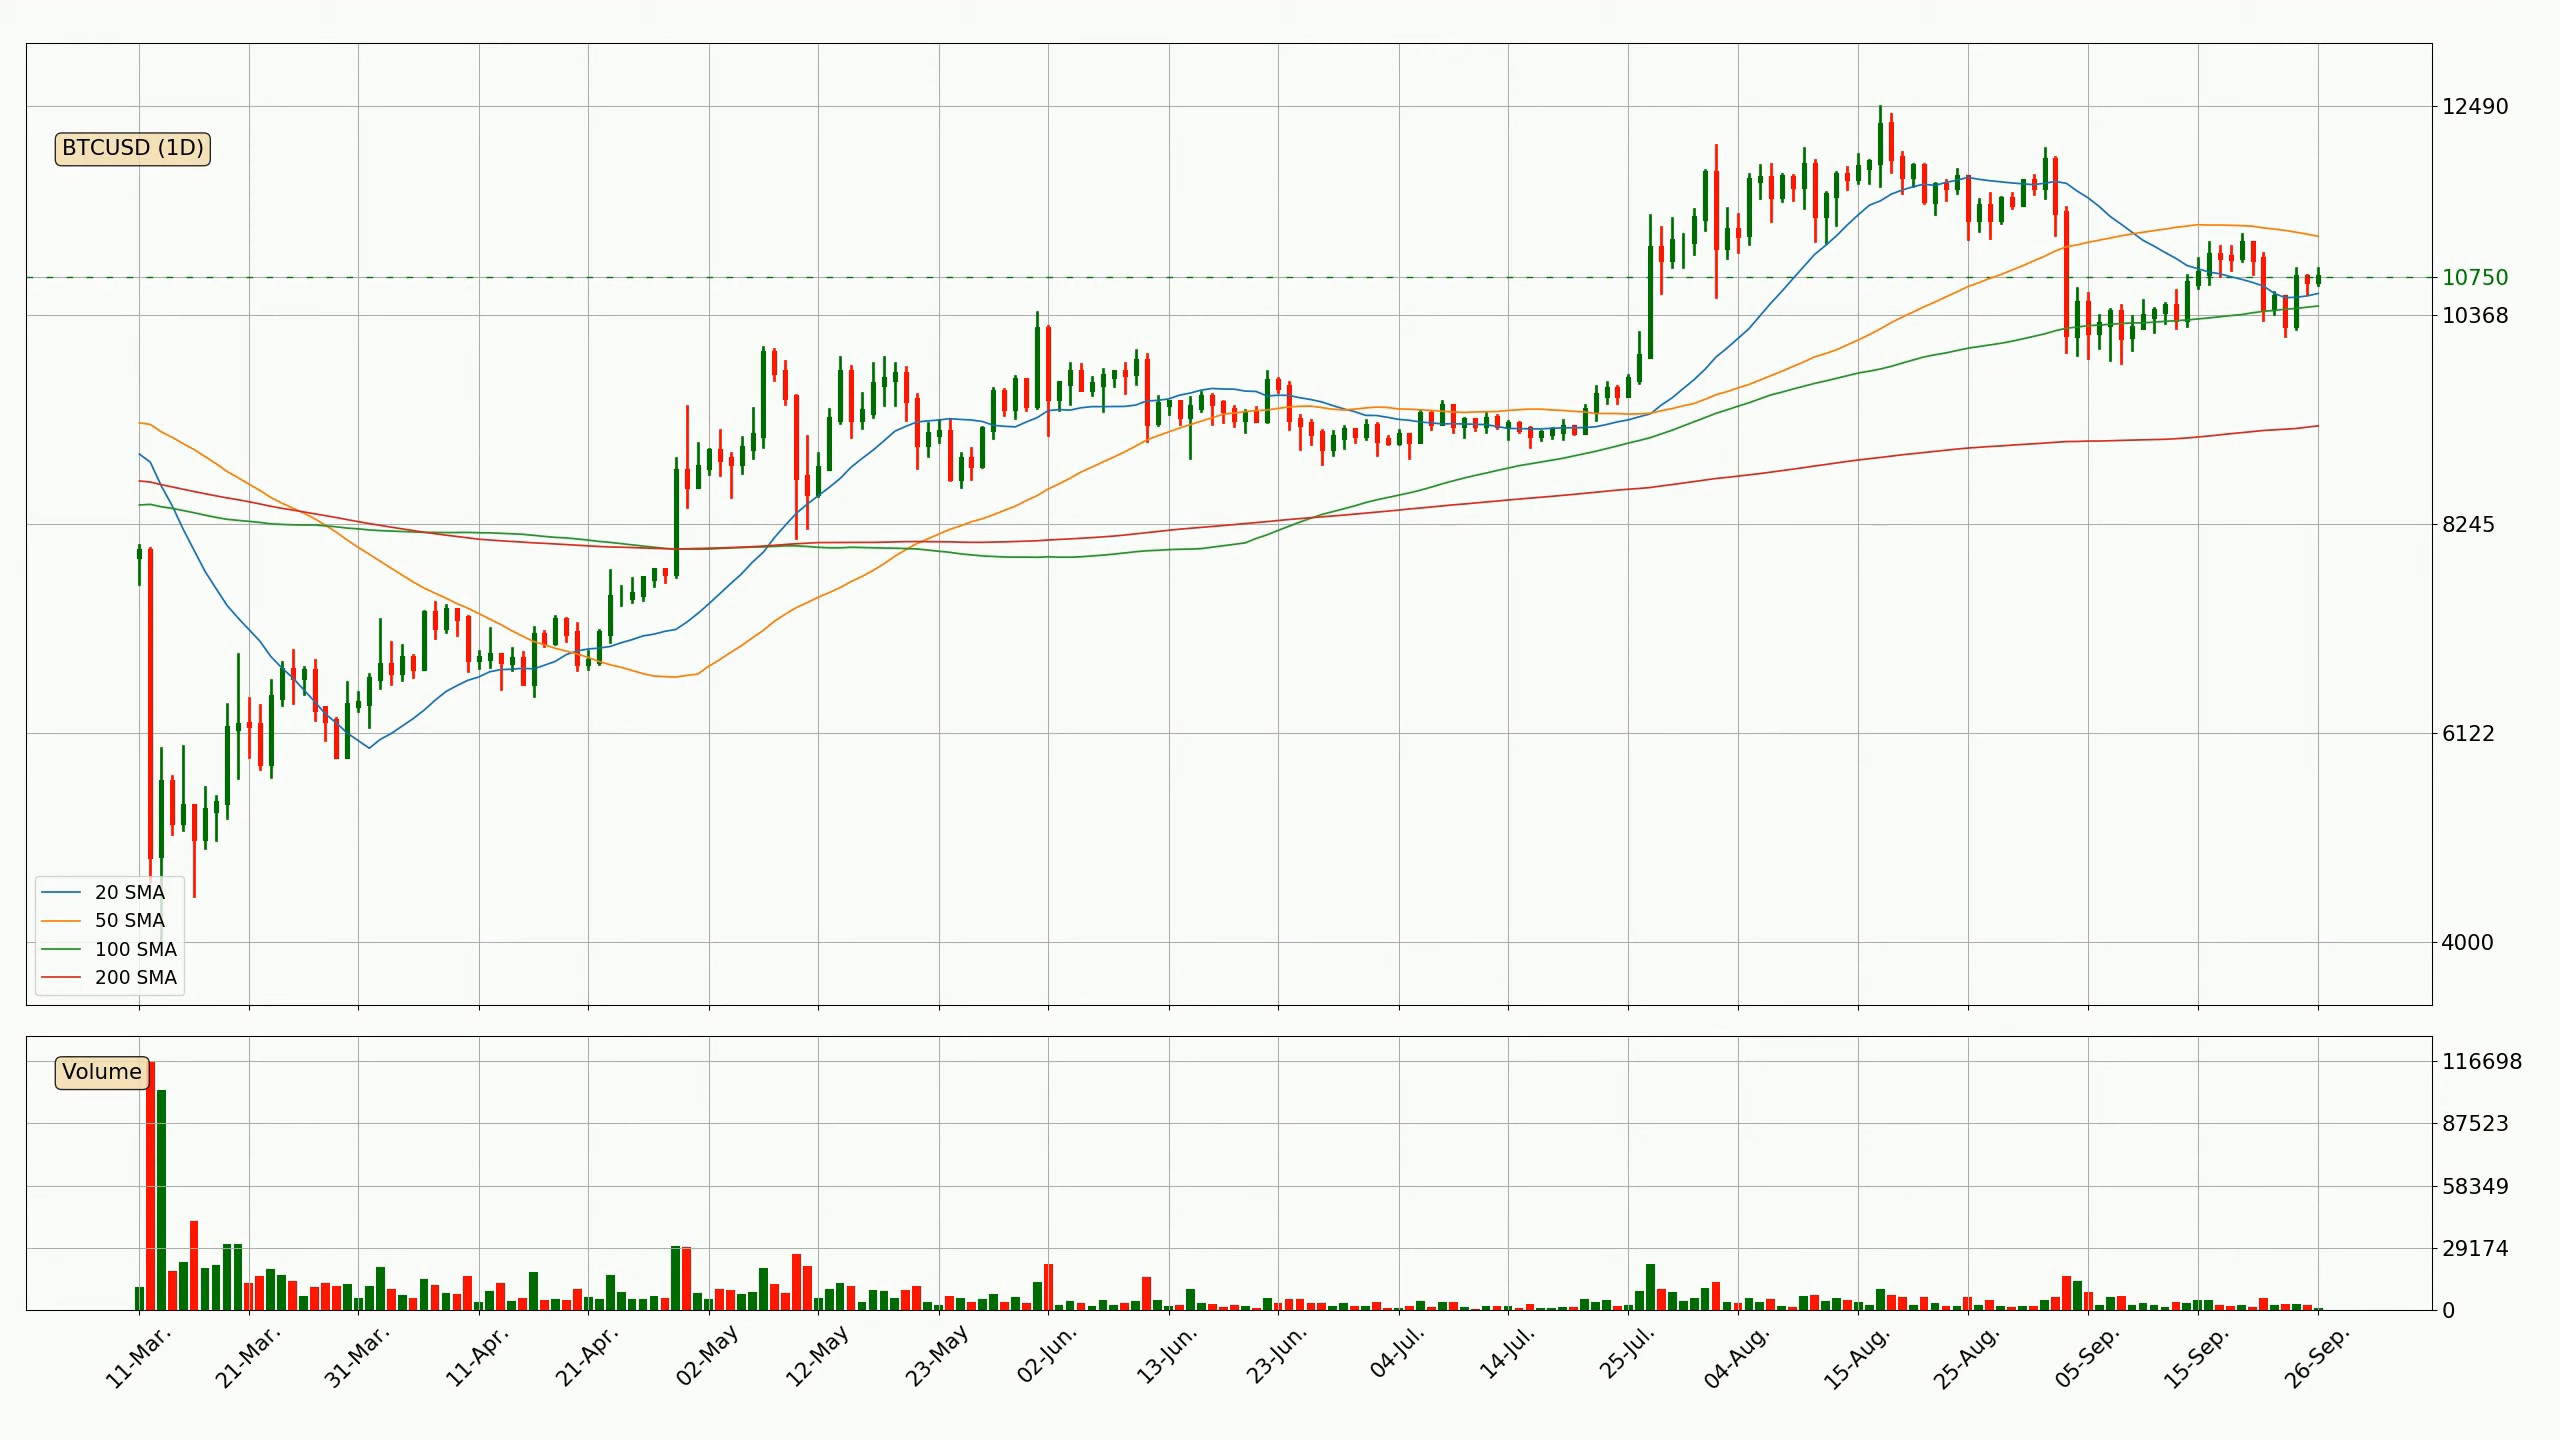 BTCUSD (1D)
12490
10750
10368
8245
6122
4000
20 SMA
50 SMA
100 SMA
200 SMA
Volume
116698
87523
58349
29174
0
11-Mar.
21-Mar.
31-Mar.
11-Apr.
21-Apr.
02-May
12-May
23-May
02-Jun.
13-Jun.
23-Jun.
04-Jul.
14-Jul.
25-Jul.
04-Aug.
15-Aug.
25-Aug.
05-Sep.
15-Sep.
26-Sep.